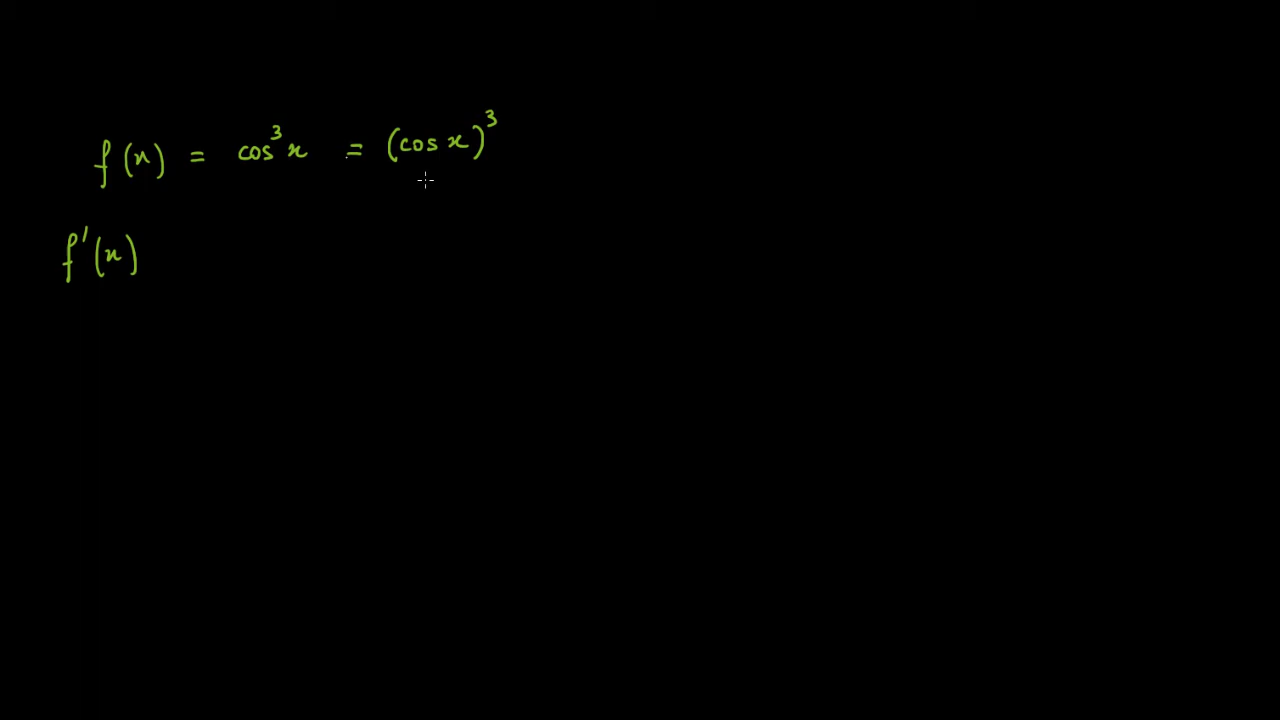 f(x) = cos³x = (cos x)³
f'(x)